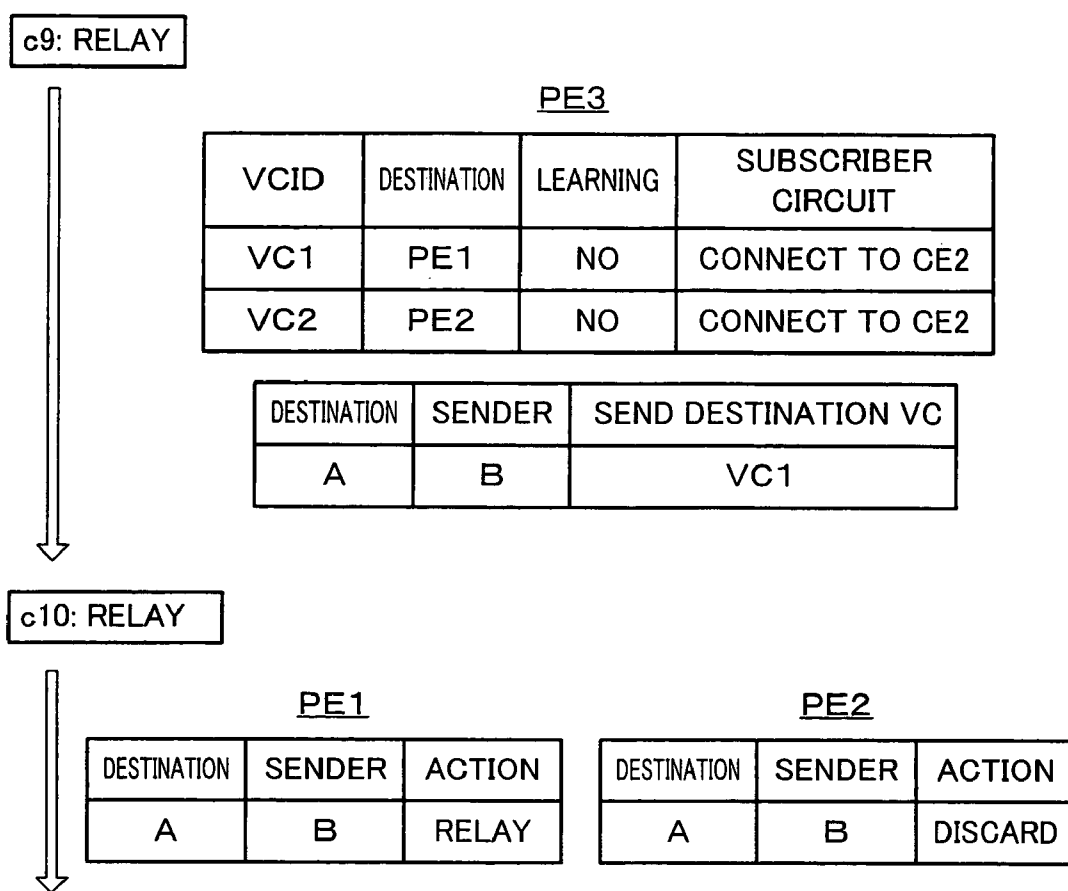 c9: RELAY
PE3
VCID DESTINATION LEARNING SUBSCRIBER CIRCUIT
VC1 PE1 NO CONNECT TO CE2
VC2 PE2 NO CONNECT TO CE2
DESTINATION SENDER SEND DESTINATION VC
A B VC1
c10: RELAY
PE1
DESTINATION SENDER ACTION
A B RELAY
PE2
DESTINATION SENDER ACTION
A B DISCARD